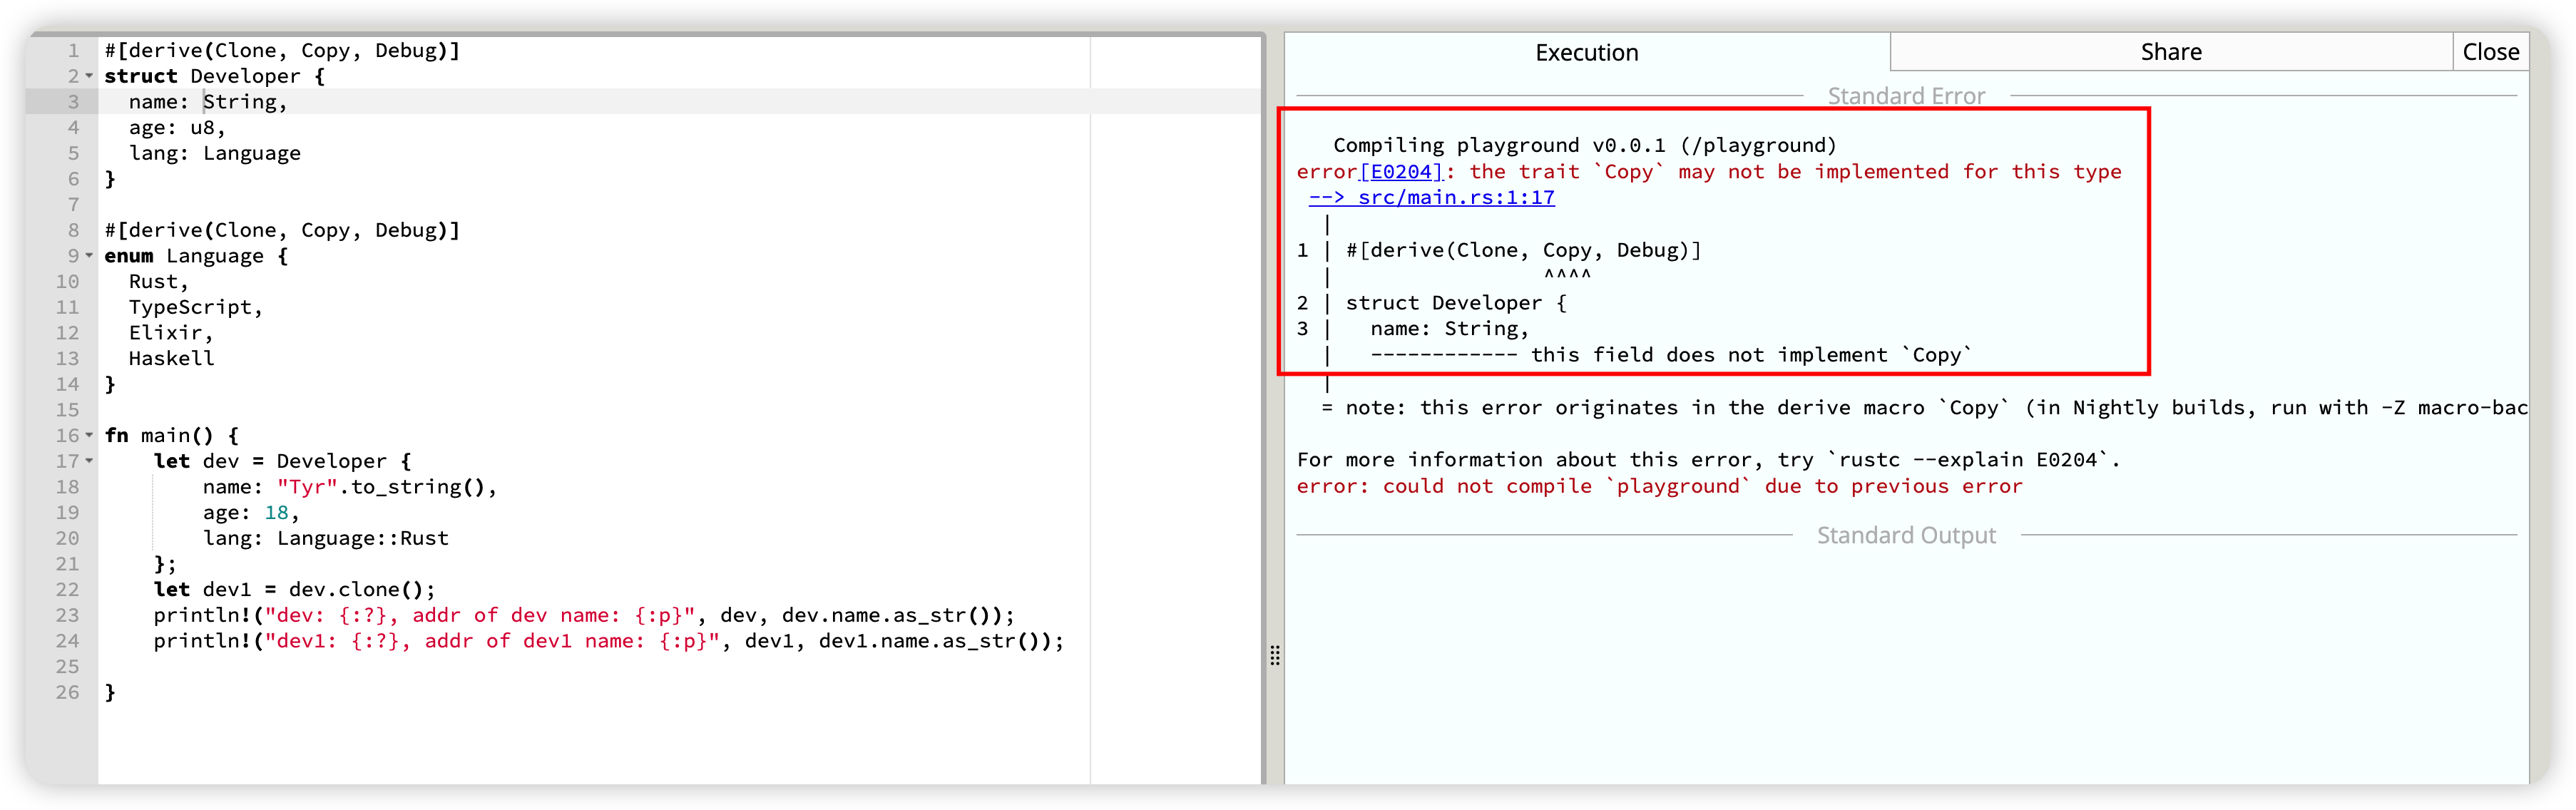 1 #[derive(Clone, Copy, Debug)]
2 struct Developer {
3   name: String,
4   age: u8,
5   lang: Language
6 }
7
8 #[derive(Clone, Copy, Debug)]
9 enum Language {
10   Rust,
11   TypeScript,
12   Elixir,
13   Haskell
14 }
15
16 fn main() {
17     let dev = Developer {
18         name: "Tyr".to_string(),
19         age: 18,
20         lang: Language::Rust
21     };
22     let dev1 = dev.clone();
23     println!("dev: {:?}, addr of dev name: {:p}", dev, dev.name.as_str());
24     println!("dev1: {:?}, addr of dev1 name: {:p}", dev1, dev1.name.as_str());
25
26 }
Execution Share Close
Standard Error
   Compiling playground v0.0.1 (/playground)
error[E0204]: the trait `Copy` may not be implemented for this type
 --> src/main.rs:1:17
  |
1 | #[derive(Clone, Copy, Debug)]
  |                 ^^^^
2 | struct Developer {
3 |   name: String,
  |   ------------ this field does not implement `Copy`
  |
  = note: this error originates in the derive macro `Copy` (in Nightly builds, run with -Z macro-bac
For more information about this error, try `rustc --explain E0204`.
error: could not compile `playground` due to previous error
Standard Output